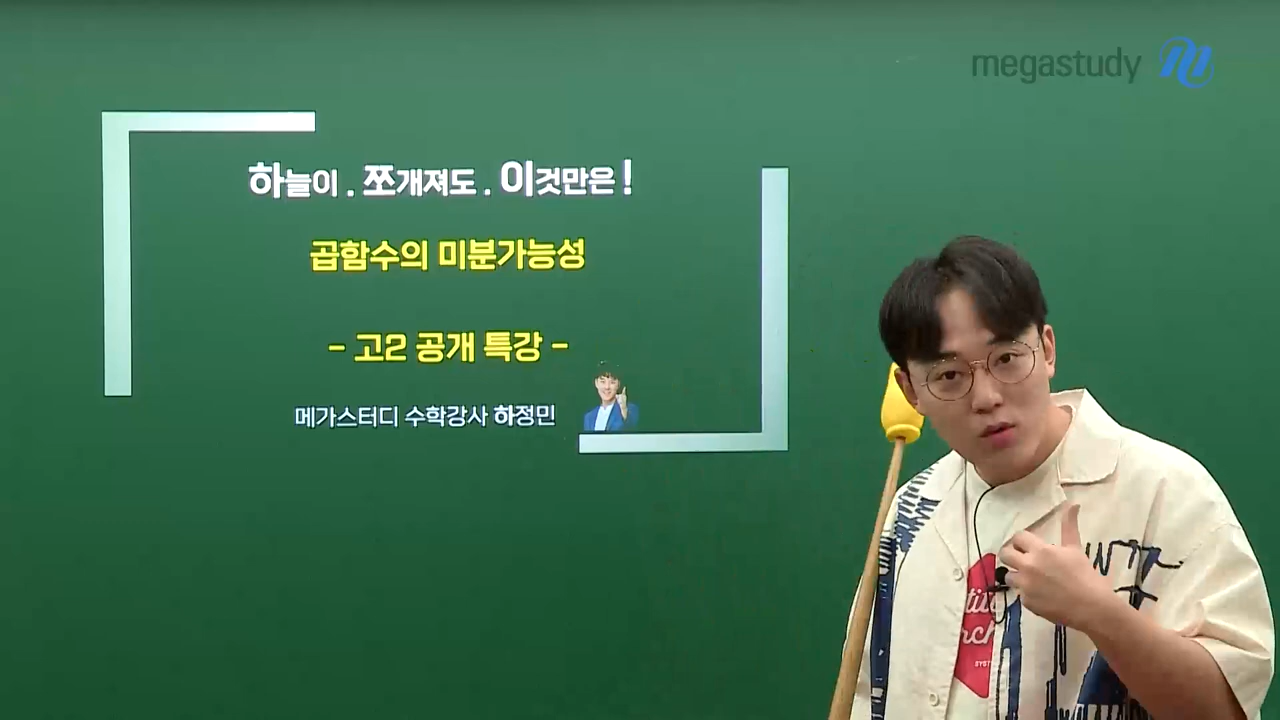 megastudy
하늘이 . 쪼개져도 . 이것만은 !
곱함수의 미분가능성
- 고2 공개 특강 -
메가스터디 수학강사 하정민